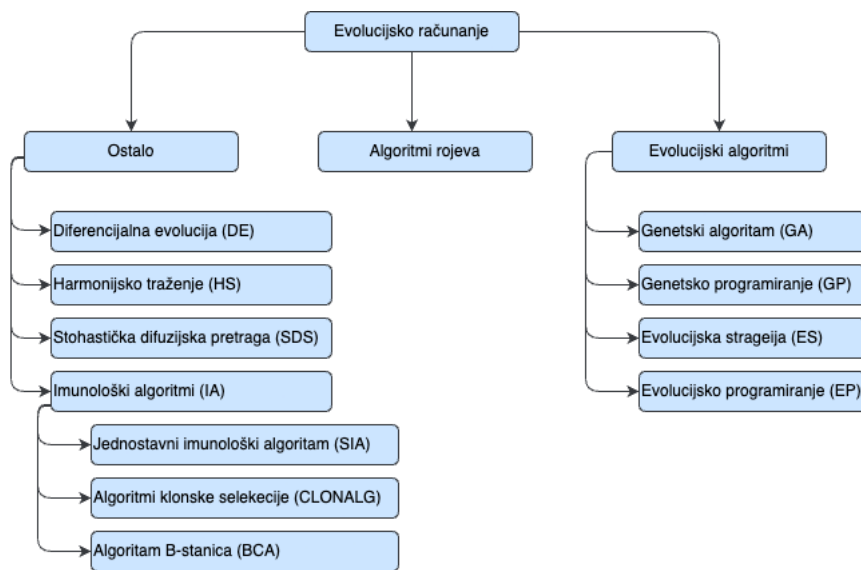 Evolucijsko računanje
Ostalo
Algoritmi rojeva
Evolucijski algoritmi
Diferencijalna evolucija (DE)
Harmonijsko traženje (HS)
Stohastička difuzijska pretraga (SDS)
Imunološki algoritmi (IA)
Jednostavni imunološki algoritam (SIA)
Algoritmi klonske selekecije (CLONALG)
Algoritam B-stanica (BCA)
Genetski algoritam (GA)
Genetsko programiranje (GP)
Evolucijska strageija (ES)
Evolucijsko programiranje (EP)